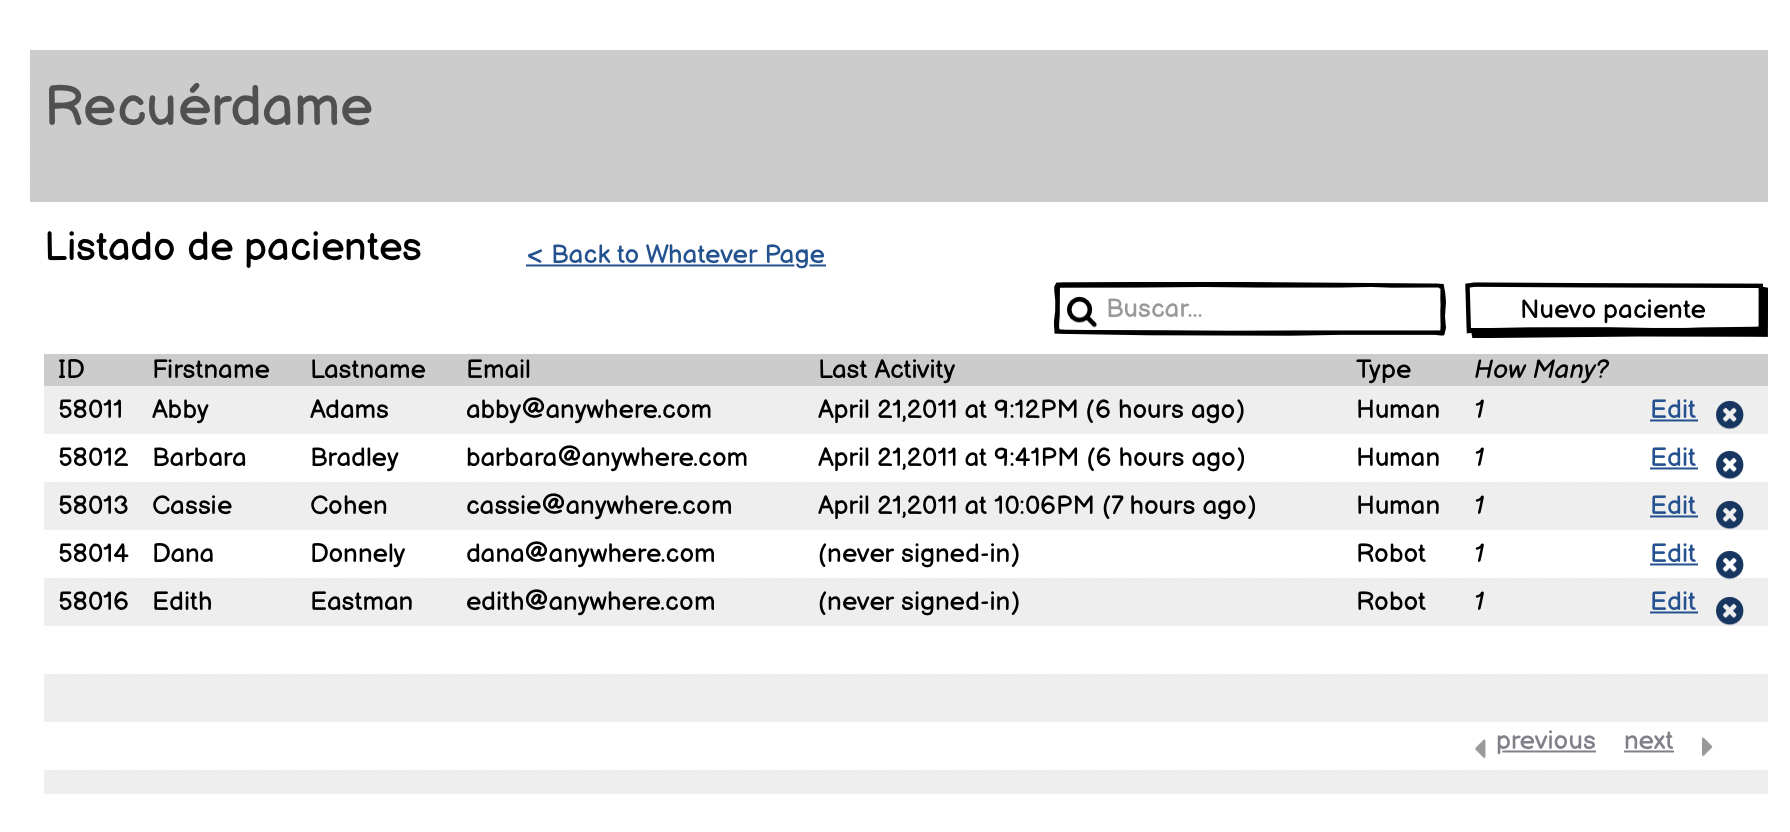 Recuérdame
Listado de pacientes
< Back to Whatever Page
Buscar...
Nuevo paciente
ID Firstname Lastname Email Last Activity Type How Many?
58011 Abby Adams abby@anywhere.com April 21,2011 at 9:12PM (6 hours ago) Human 1 Edit
58012 Barbara Bradley barbara@anywhere.com April 21,2011 at 9:41PM (6 hours ago) Human 1 Edit
58013 Cassie Cohen cassie@anywhere.com April 21,2011 at 10:06PM (7 hours ago) Human 1 Edit
58014 Dana Donnely dana@anywhere.com (never signed-in) Robot 1 Edit
58016 Edith Eastman edith@anywhere.com (never signed-in) Robot 1 Edit
previous next